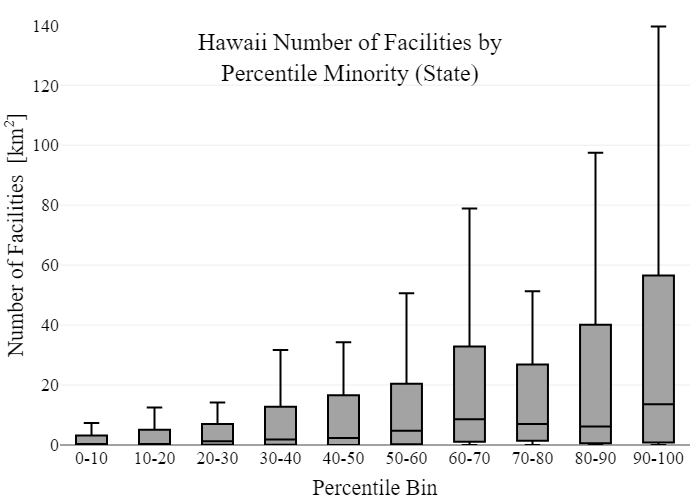 Hawaii Number of Facilities by
Percentile Minority (State)
Number of Facilities [km²]
140
120
100
80
60
40
20
0
0-10 10-20 20-30 30-40 40-50 50-60 60-70 70-80 80-90 90-100
Percentile Bin